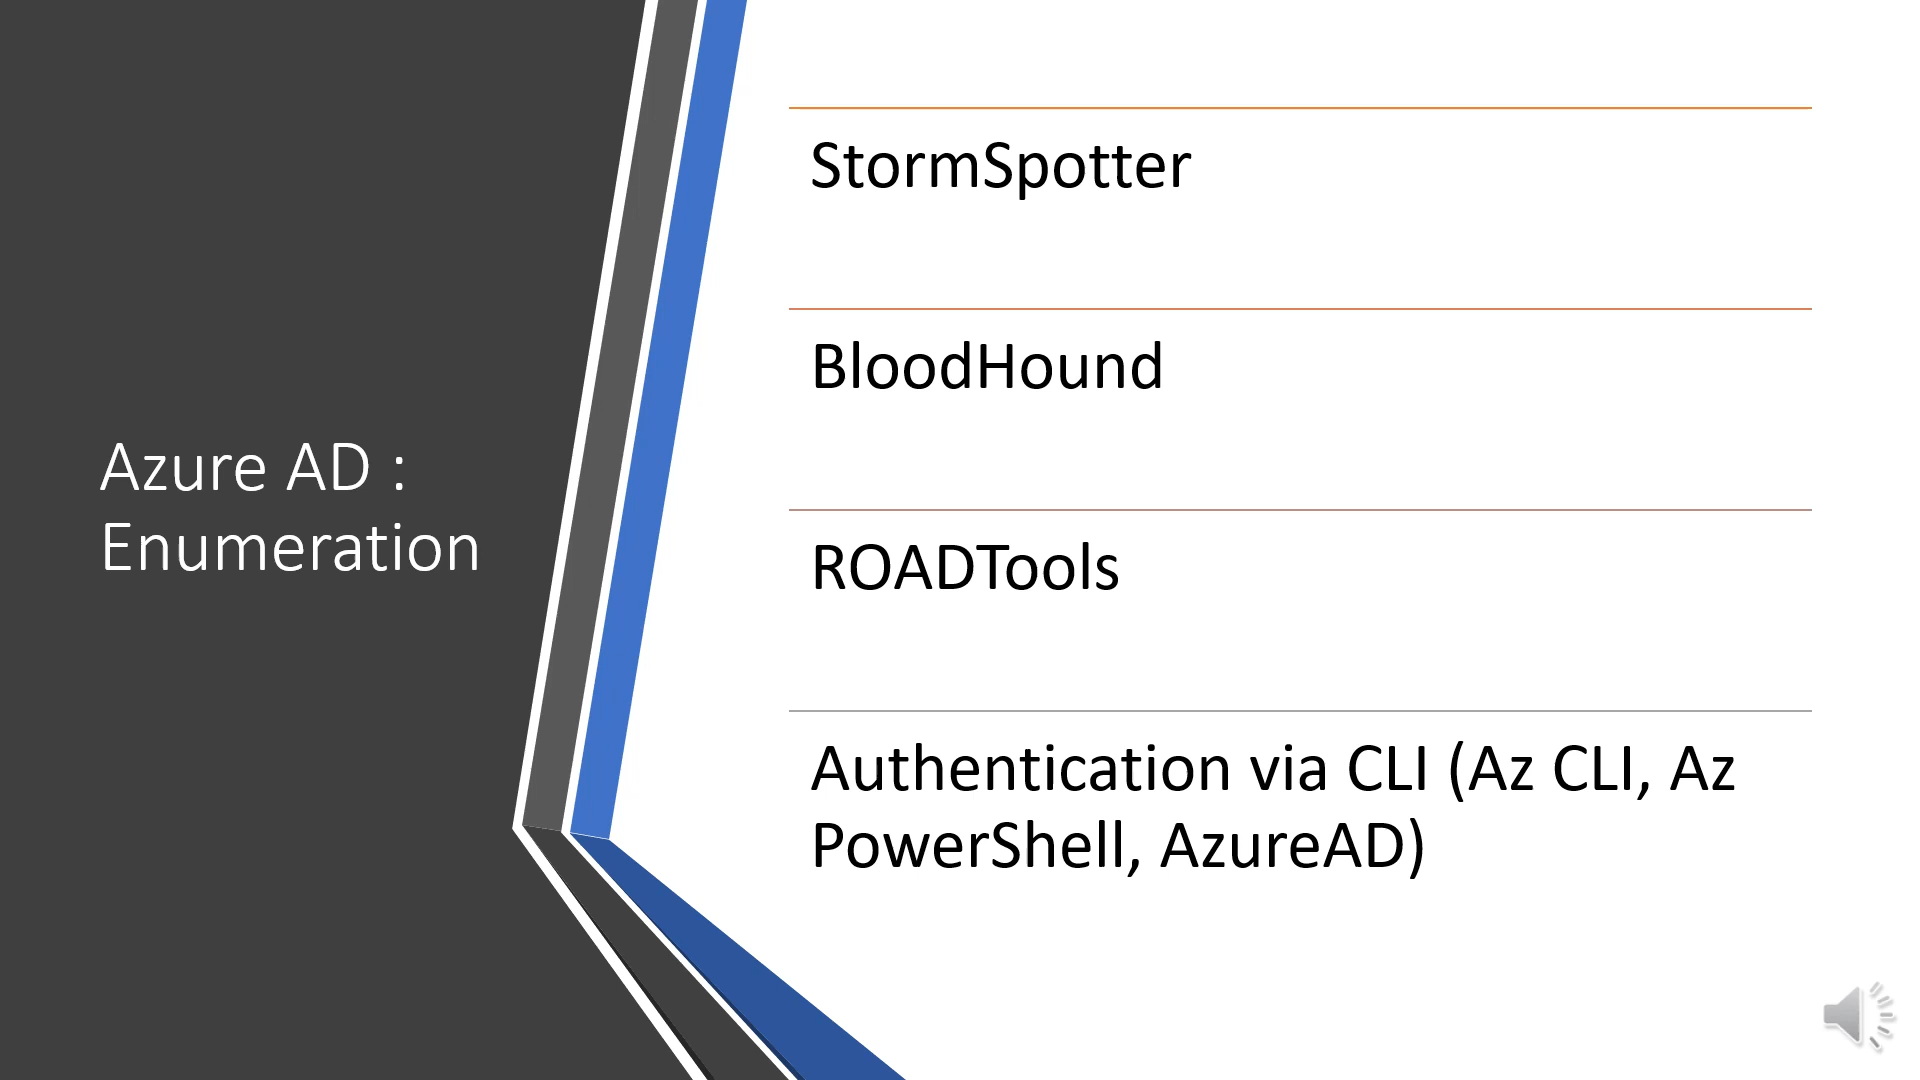 Azure AD :
Enumeration
StormSpotter
BloodHound
ROADTools
Authentication via CLI (Az CLI, Az
PowerShell, AzureAD)